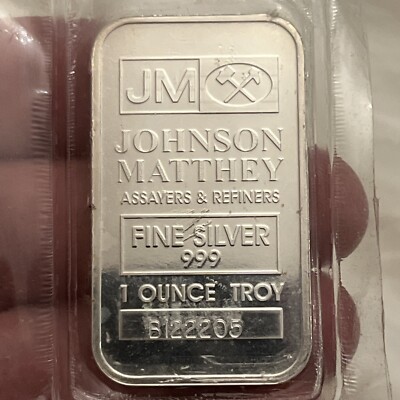 JM
JOHNSON
MATTHEY
ASSAYERS & REFINERS
FINE SILVER
999
1 OUNCE TROY
B122205